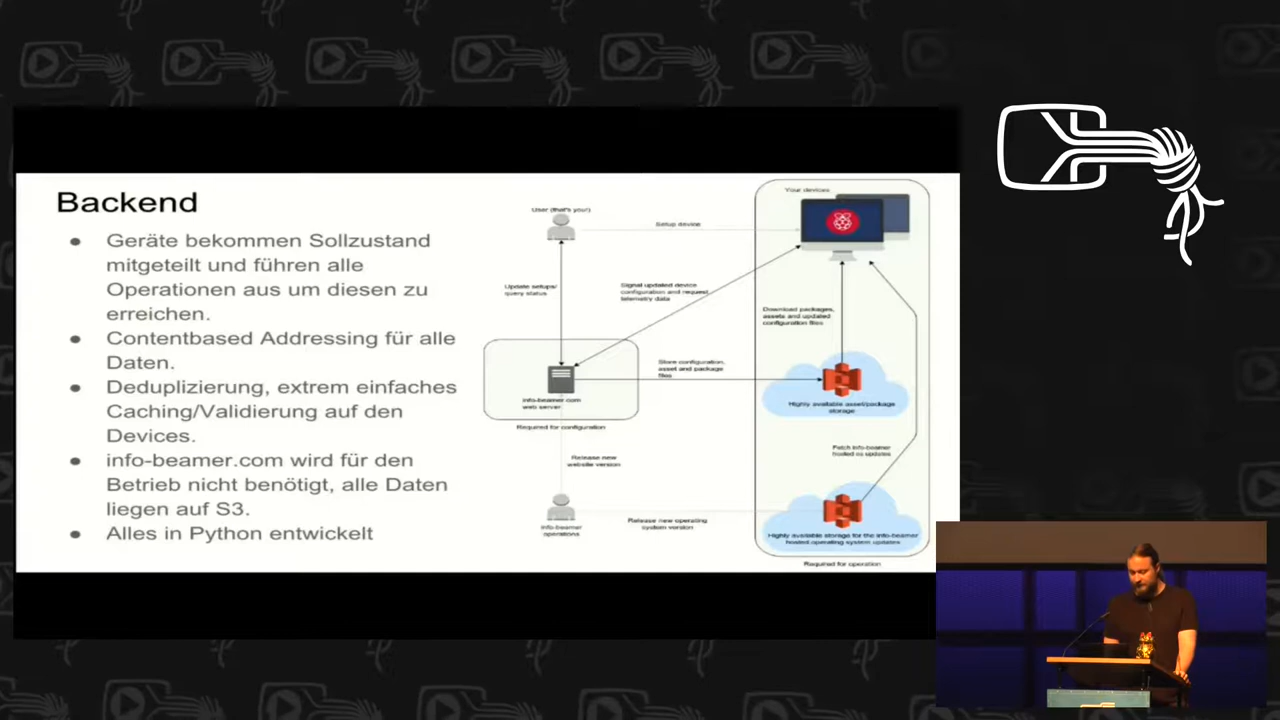 Backend
● Geräte bekommen Sollzustand
mitgeteilt und führen alle
Operationen aus um diesen zu
erreichen.
● Contentbased Addressing für alle
Daten.
● Deduplizierung, extrem einfaches
Caching/Validierung auf den
Devices.
● info-beamer.com wird für den
Betrieb nicht benötigt, alle Daten
liegen auf S3.
● Alles in Python entwickelt
User (that's you!)
Setup device
Your devices
Update setups/
query status
Signal updated device
configuration and request
telemetry data
Download packages,
assets and updated
configuration files
info-beamer.com
web server
Required for configuration
Store configuration,
asset and package
files
Highly available asset/package
storage
Release new
website version
Fetch info-beamer
hosted os updates
info-beamer
operations
Release new operating
system version
Highly available storage for the info-beamer
hosted operating system updates
Required for operation